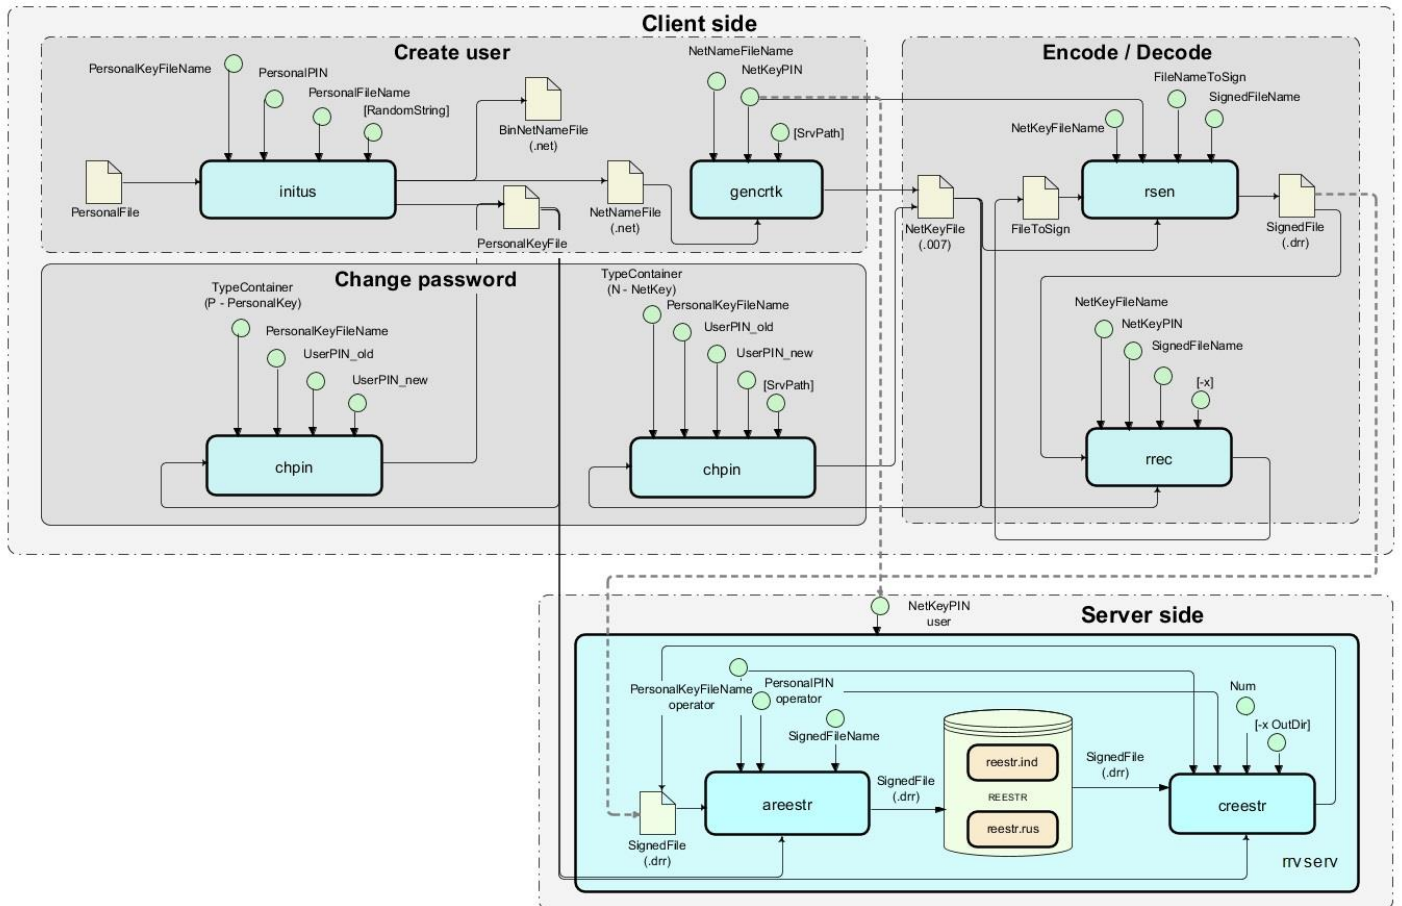 Client side
Create user
PersonalKeyFileName
PersonalPIN
PersonalFileName
[RandomString]
BinNetNameFile
(.net)
PersonalFile
initus
NetNameFile
(.net)
PersonalKeyFile
NetNameFileName
NetKeyPIN
[SrvPath]
gencrtk
NetKeyFile
(.007)
Encode / Decode
FileNameToSign
SignedFileName
NetKeyFileName
rsen
FileToSign
SignedFile
(.drr)
NetKeyFileName
NetKeyPIN
SignedFileName
[-x]
rrec
Change password
TypeContainer
(P - PersonalKey)
PersonalKeyFileName
UserPIN_old
UserPIN_new
chpin
TypeContainer
(N - NetKey)
PersonalKeyFileName
UserPIN_old
UserPIN_new
[SrvPath]
chpin
Server side
NetKeyPIN
user
PersonalKeyFileName
operator
PersonalPIN
operator
SignedFileName
SignedFile
(.drr)
areestr
SignedFile
(.drr)
reestr.ind
REESTR
reestr.rus
SignedFile
(.drr)
Num
[-x OutDir]
creestr
rrvserv